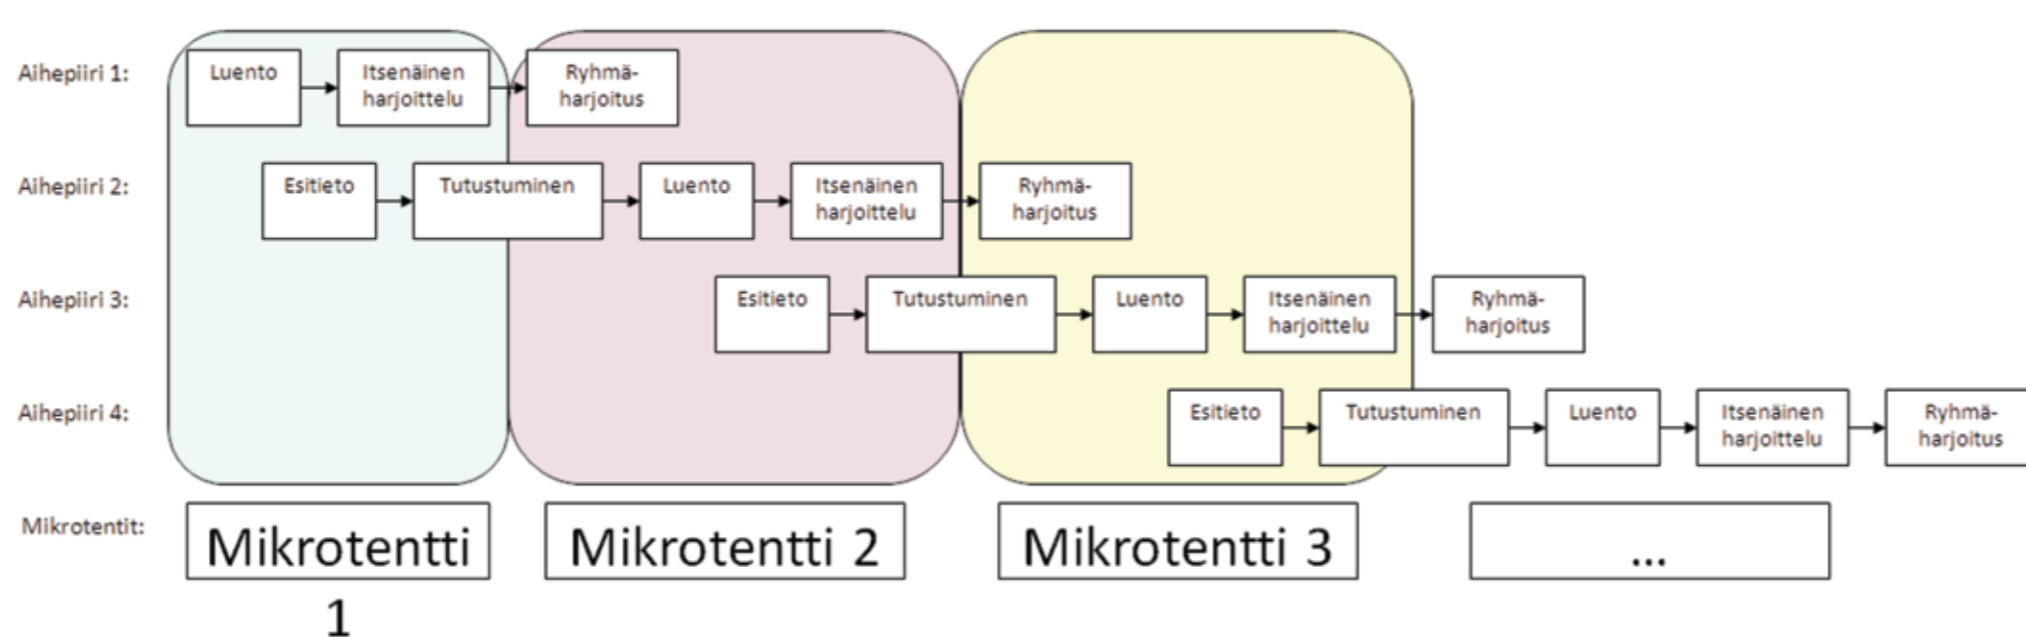 Aihepiiri 1:
Luento
Itsenäinen
harjoittelu
Ryhmä-
harjoitus
Aihepiiri 2:
Esitieto
Tutustuminen
Luento
Itsenäinen
harjoittelu
Ryhmä-
harjoitus
Aihepiiri 3:
Esitieto
Tutustuminen
Luento
Itsenäinen
harjoittelu
Ryhmä-
harjoitus
Aihepiiri 4:
Esitieto
Tutustuminen
Luento
Itsenäinen
harjoittelu
Ryhmä-
harjoitus
Mikrotentit:
Mikrotentti
1
Mikrotentti 2
Mikrotentti 3
...